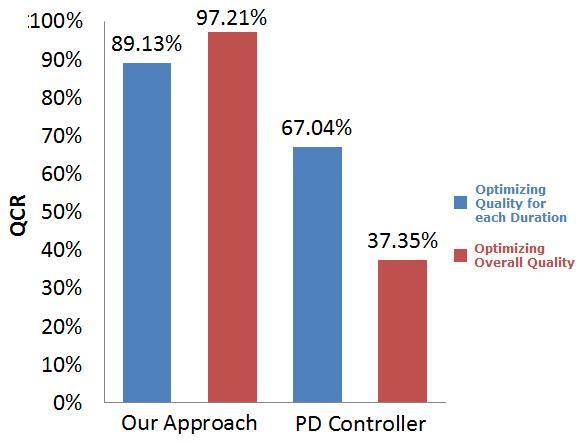 100%
90%
80%
70%
60%
50%
40%
30%
20%
10%
0%
QCR
89.13%
97.21%
67.04%
37.35%
Our Approach
PD Controller
Optimizing
Quality for
each Duration
Optimizing
Overall Quality